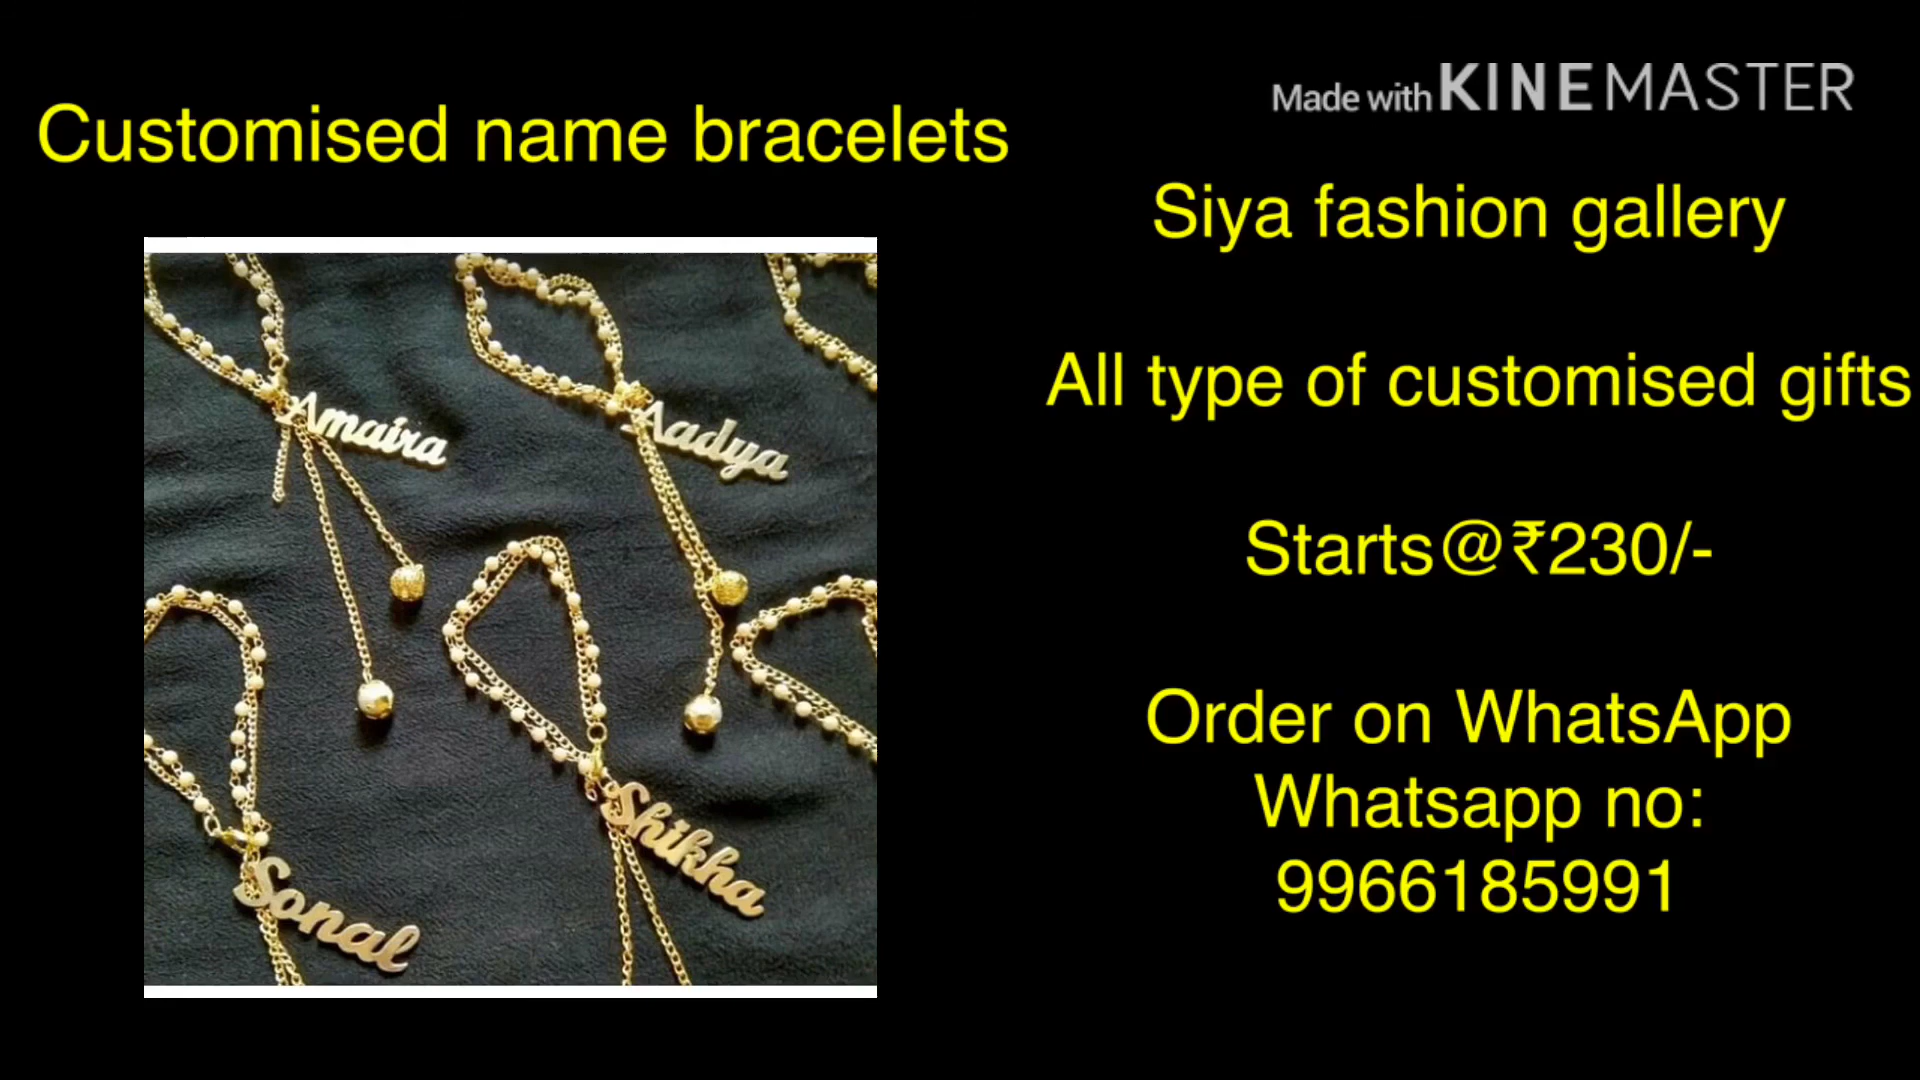 Customised name bracelets
Amaira
Aadya
Shikha
Sonal
Made with KINEMASTER
Siya fashion gallery
All type of customised gifts
Starts@₹230/-
Order on WhatsApp
Whatsapp no:
9966185991